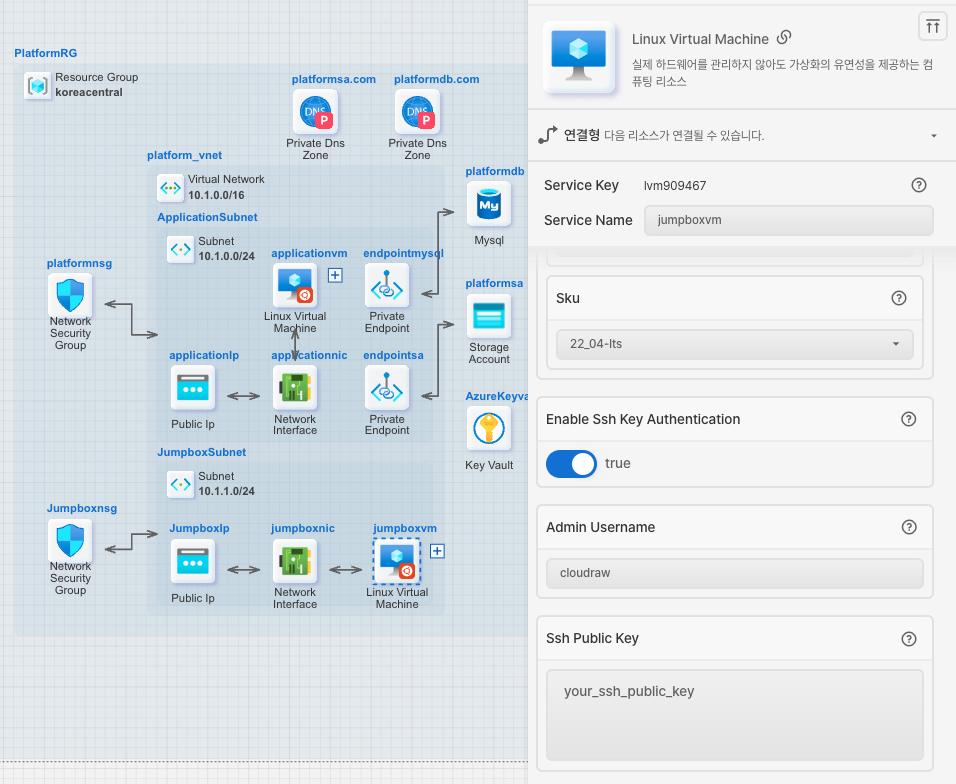 PlatformRG
Resource Group
koreacentral
platformsa.com
platformdb.com
DNS
P
DNS
P
Private Dns
Zone
Private Dns
Zone
platform_vnet
Virtual Network
10.1.0.0/16
platformdb
My
Mysql
ApplicationSubnet
Subnet
10.1.0.0/24
platformnsg
Network
Security
Group
applicationvm
Linux Virtual
Machine
endpointmysql
Private
Endpoint
platformsa
Storage
Account
applicationIp
Public Ip
applicationnic
Network
Interface
endpointsa
Private
Endpoint
AzureKeyva
Key Vault
JumpboxSubnet
Subnet
10.1.1.0/24
Jumpboxnsg
Network
Security
Group
JumpboxIp
Public Ip
jumpboxnic
Network
Interface
jumpboxvm
Linux Virtual
Machine
Linux Virtual Machine
실제 하드웨어를 관리하지 않아도 가상화의 유연성을 제공하는 컴
퓨팅 리소스
연결형 다음 리소스가 연결될 수 있습니다.
Service Key lvm909467
Service Name jumpboxvm
Sku
22_04-lts
Enable Ssh Key Authentication
true
Admin Username
cloudraw
Ssh Public Key
your_ssh_public_key